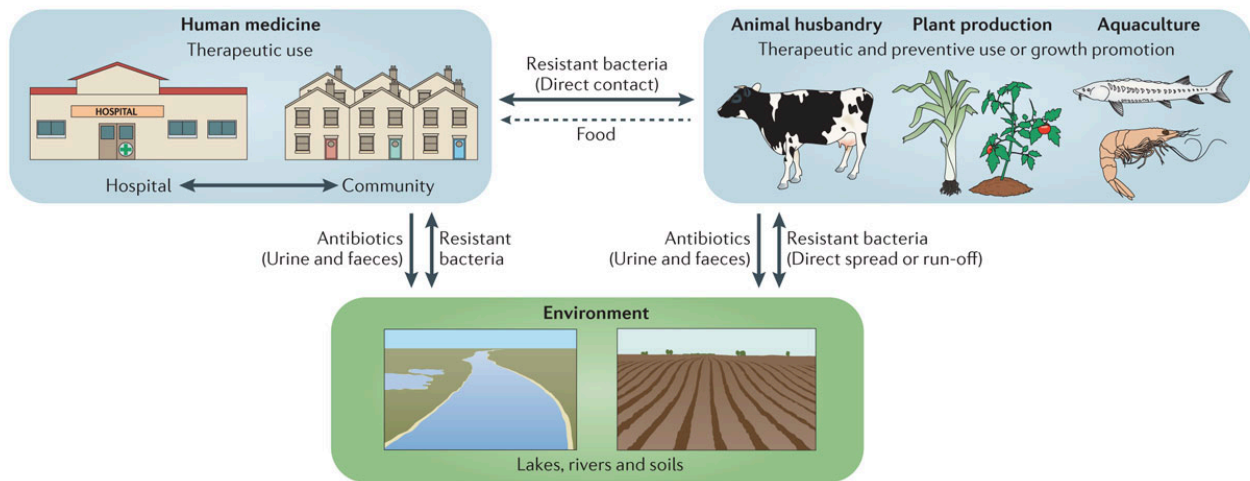 Human medicine
Therapeutic use
HOSPITAL
Hospital
Community
Resistant bacteria
(Direct contact)
Food
Animal husbandry
Plant production
Aquaculture
Therapeutic and preventive use or growth promotion
Antibiotics
(Urine and faeces)
Resistant
bacteria
Antibiotics
(Urine and faeces)
Resistant bacteria
(Direct spread or run-off)
Environment
Lakes, rivers and soils